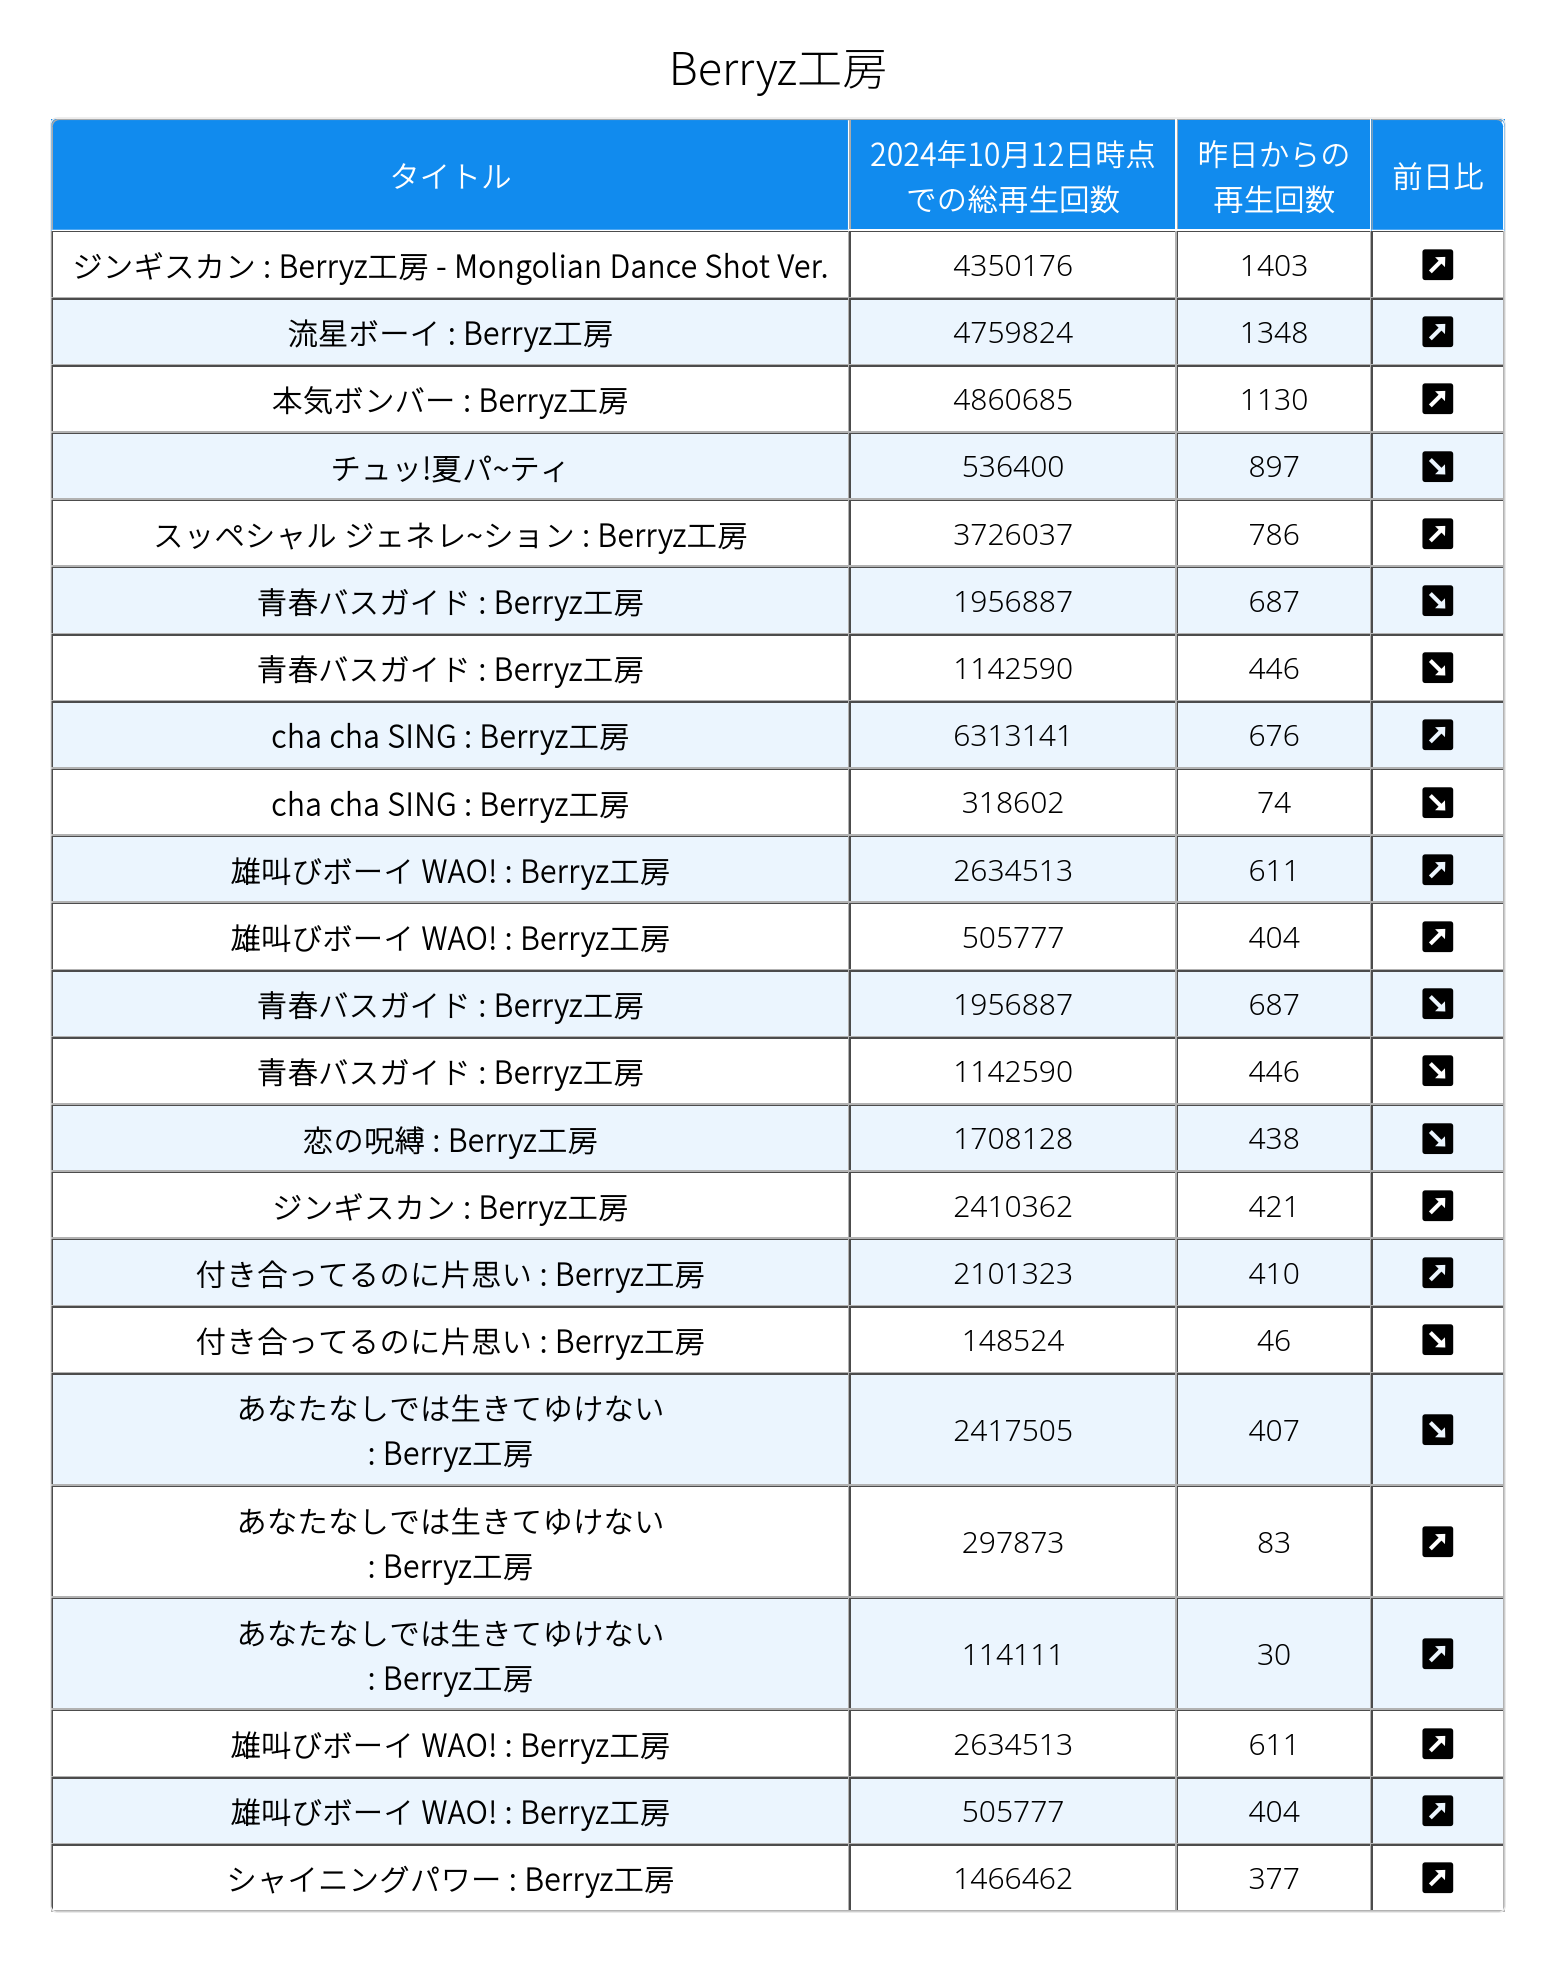 Berryz工房
タイトル
2024年10月12日時点
での総再生回数
昨日からの
再生回数
前日比
ジンギスカン : Berryz工房 - Mongolian Dance Shot Ver. 4350176 1403
流星ボーイ : Berryz工房 4759824 1348
本気ボンバー : Berryz工房 4860685 1130
チュッ!夏パ~ティ 536400 897
スッペシャル ジェネレ~ション : Berryz工房 3726037 786
青春バスガイド : Berryz工房 1956887 687
青春バスガイド : Berryz工房 1142590 446
cha cha SING : Berryz工房 6313141 676
cha cha SING : Berryz工房 318602 74
雄叫びボーイ WAO! : Berryz工房 2634513 611
雄叫びボーイ WAO! : Berryz工房 505777 404
青春バスガイド : Berryz工房 1956887 687
青春バスガイド : Berryz工房 1142590 446
恋の呪縛 : Berryz工房 1708128 438
ジンギスカン : Berryz工房 2410362 421
付き合ってるのに片思い : Berryz工房 2101323 410
付き合ってるのに片思い : Berryz工房 148524 46
あなたなしでは生きてゆけない
: Berryz工房 2417505 407
あなたなしでは生きてゆけない
: Berryz工房 297873 83
あなたなしでは生きてゆけない
: Berryz工房 114111 30
雄叫びボーイ WAO! : Berryz工房 2634513 611
雄叫びボーイ WAO! : Berryz工房 505777 404
シャイニングパワー : Berryz工房 1466462 377